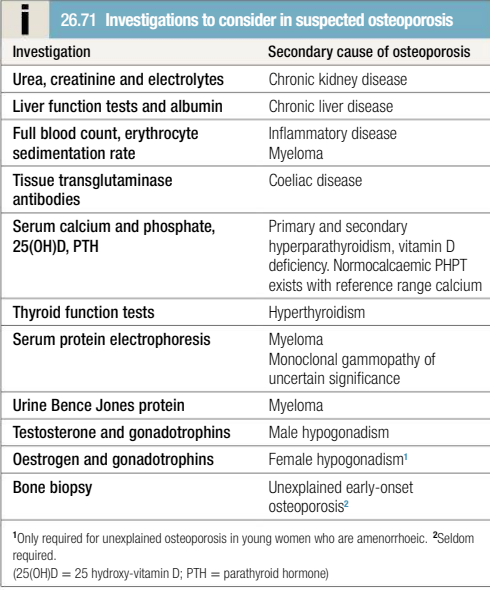 i
26.71 Investigations to consider in suspected osteoporosis
Investigation Secondary cause of osteoporosis
Urea, creatinine and electrolytes Chronic kidney disease
Liver function tests and albumin Chronic liver disease
Full blood count, erythrocyte Inflammatory disease
sedimentation rate Myeloma
Tissue transglutaminase Coeliac disease
antibodies
Serum calcium and phosphate, Primary and secondary
25(OH)D, PTH hyperparathyroidism, vitamin D
deficiency. Normocalcaemic PHPT
exists with reference range calcium
Thyroid function tests Hyperthyroidism
Serum protein electrophoresis Myeloma
Monoclonal gammopathy of
uncertain significance
Urine Bence Jones protein Myeloma
Testosterone and gonadotrophins Male hypogonadism
Oestrogen and gonadotrophins Female hypogonadism¹
Bone biopsy Unexplained early-onset
osteoporosis²
¹Only required for unexplained osteoporosis in young women who are amenorrhoeic. ²Seldom
required.
(25(OH)D = 25 hydroxy-vitamin D; PTH = parathyroid hormone)